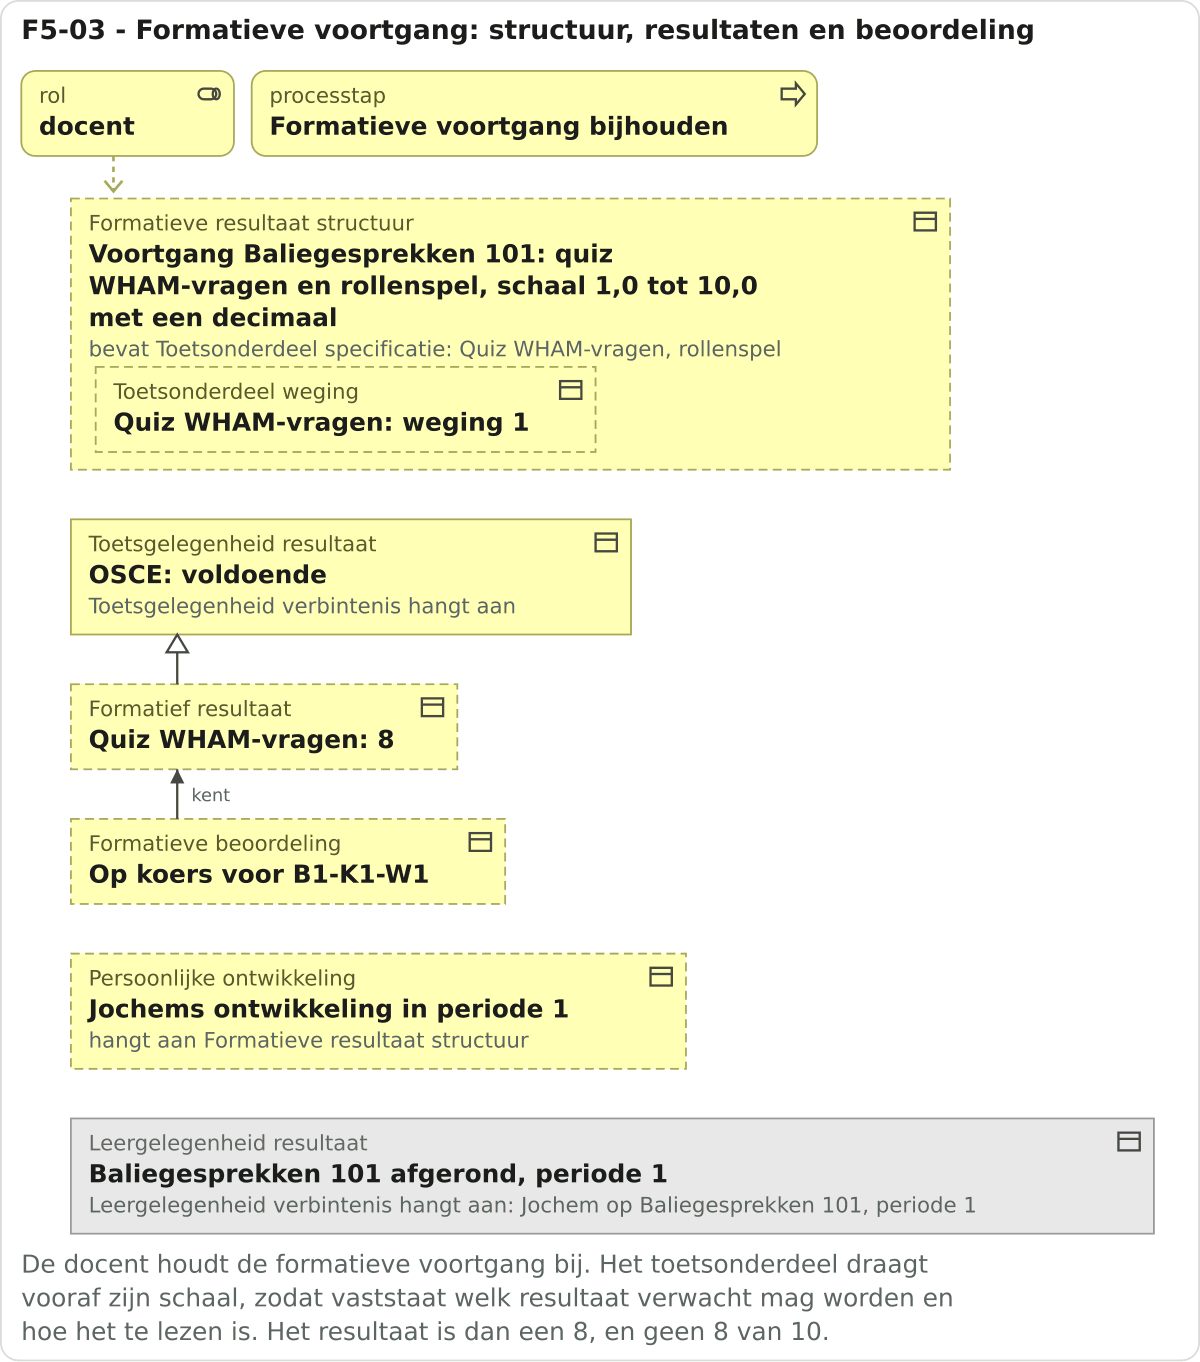 F5-03 - Formatieve voortgang: structuur, resultaten en beoordeling
rol
docent
processtap
Formatieve voortgang bijhouden
Formatieve resultaat structuur
Voortgang Baliegesprekken 101: quiz
WHAM-vragen en rollenspel, schaal 1,0 tot 10,0
met een decimaal
bevat Toetsonderdeel specificatie: Quiz WHAM-vragen, rollenspel
Toetsonderdeel weging
Quiz WHAM-vragen: weging 1
Toetsgelegenheid resultaat
OSCE: voldoende
Toetsgelegenheid verbintenis hangt aan
Formatief resultaat
Quiz WHAM-vragen: 8
kent
Formatieve beoordeling
Op koers voor B1-K1-W1
Persoonlijke ontwikkeling
Jochems ontwikkeling in periode 1
hangt aan Formatieve resultaat structuur
Leergelegenheid resultaat
Baliegesprekken 101 afgerond, periode 1
Leergelegenheid verbintenis hangt aan: Jochem op Baliegesprekken 101, periode 1
De docent houdt de formatieve voortgang bij. Het toetsonderdeel draagt
vooraf zijn schaal, zodat vaststaat welk resultaat verwacht mag worden en
hoe het te lezen is. Het resultaat is dan een 8, en geen 8 van 10.